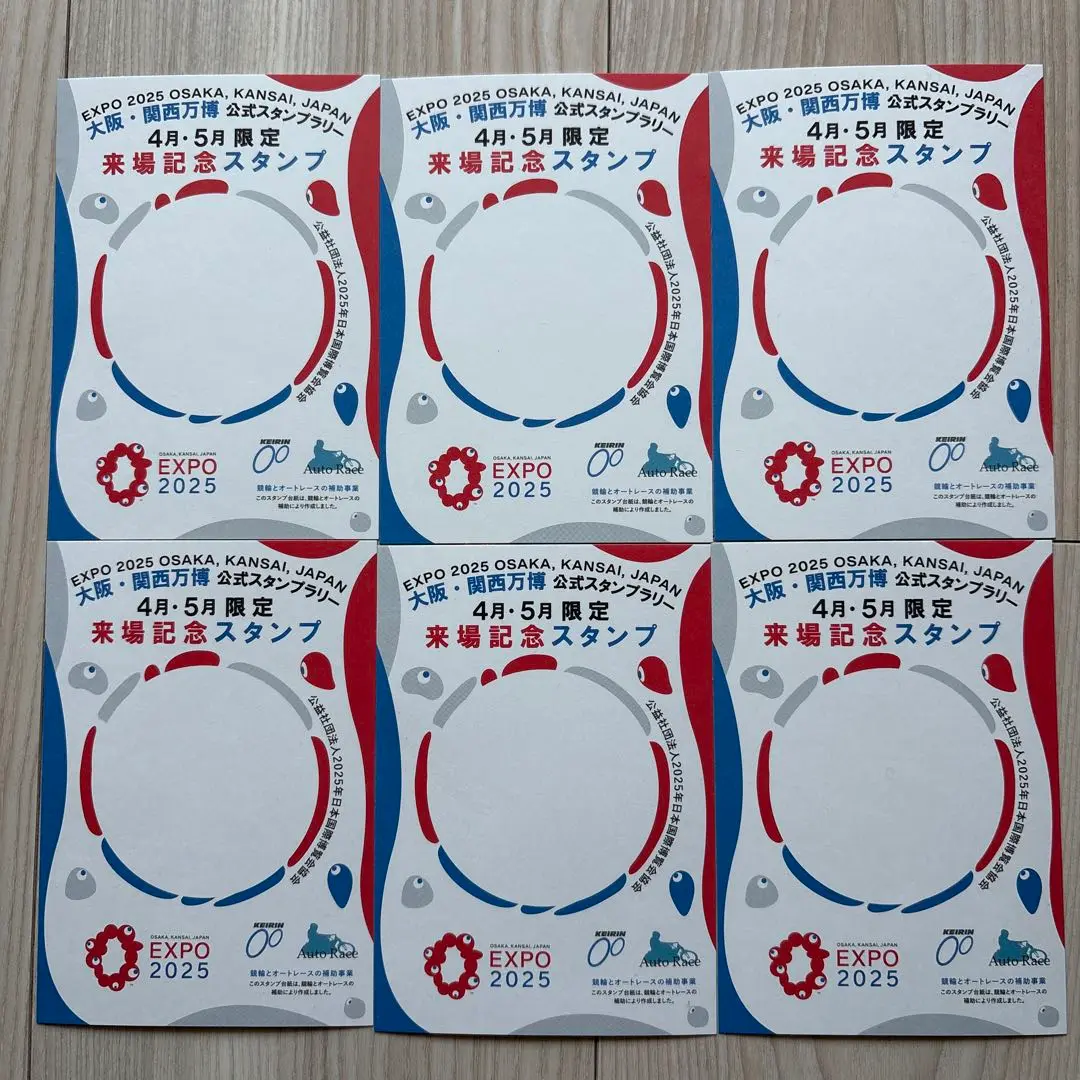 EXPO 2025 OSAKA, KANSAI, JAPAN
大阪・関西万博 公式スタンプラリー
4月・5月 限定
来場記念スタンプ
公益社団法人2025年日本国際博覧会協会
OSAKA, KANSAI, JAPAN
EXPO
2025
KEIRIN
Auto Race
競輪とオートレースの補助事業
このスタンプ台紙は、競輪とオートレースの
補助により作成しました。
EXPO 2025 OSAKA, KANSAI, JAPAN
大阪・関西万博 公式スタンプラリー
4月・5月 限定
来場記念スタンプ
公益社団法人2025年日本国際博覧会協会
OSAKA, KANSAI, JAPAN
EXPO
2025
KEIRIN
Auto Race
競輪とオートレースの補助事業
このスタンプ台紙は、競輪とオートレースの
補助により作成しました。
EXPO 2025 OSAKA, KANSAI, JAPAN
大阪・関西万博 公式スタンプラリー
4月・5月 限定
来場記念スタンプ
公益社団法人2025年日本国際博覧会協会
OSAKA, KANSAI, JAPAN
EXPO
2025
KEIRIN
Auto Race
競輪とオートレースの補助事業
このスタンプ台紙は、競輪とオートレースの
補助により作成しました。
EXPO 2025 OSAKA, KANSAI, JAPAN
大阪・関西万博 公式スタンプラリー
4月・5月 限定
来場記念スタンプ
公益社団法人2025年日本国際博覧会協会
OSAKA, KANSAI, JAPAN
EXPO
2025
KEIRIN
Auto Race
競輪とオートレースの補助事業
このスタンプ台紙は、競輪とオートレースの
補助により作成しました。
EXPO 2025 OSAKA, KANSAI, JAPAN
大阪・関西万博 公式スタンプラリー
4月・5月 限定
来場記念スタンプ
公益社団法人2025年日本国際博覧会協会
OSAKA, KANSAI, JAPAN
EXPO
2025
KEIRIN
Auto Race
競輪とオートレースの補助事業
このスタンプ台紙は、競輪とオートレースの
補助により作成しました。
EXPO 2025 OSAKA, KANSAI, JAPAN
大阪・関西万博 公式スタンプラリー
4月・5月 限定
来場記念スタンプ
公益社団法人2025年日本国際博覧会協会
OSAKA, KANSAI, JAPAN
EXPO
2025
KEIRIN
Auto Race
競輪とオートレースの補助事業
このスタンプ台紙は、競輪とオートレースの
補助により作成しました。